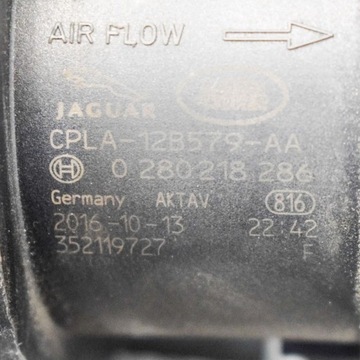 AIR FLOW
JAGUAR
CPLA-12B579-AA
0 280 218 286
Germany AKTAV 816
2016-10-13 22:42
352119727 F